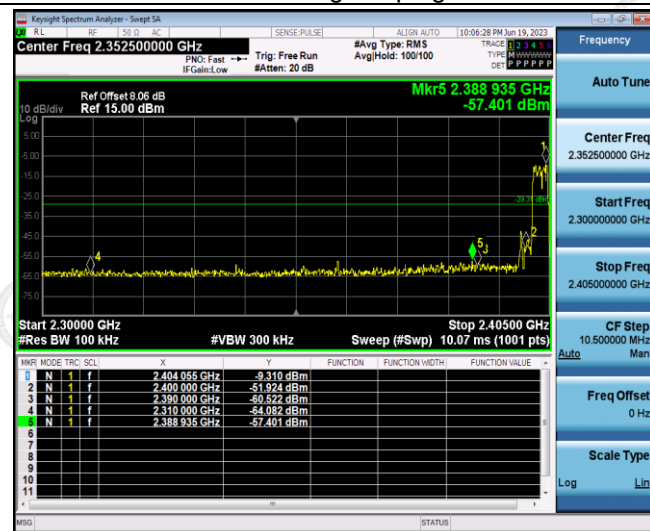 Keysight Spectrum Analyzer - Swept SA
LXI RL RF 50 Ω AC SENSE:PULSE ALIGN AUTO 10:06:28 PM Jun 19, 2023
Center Freq 2.352500000 GHz
PNO: Fast
IFGain:Low
Trig: Free Run
#Atten: 20 dB
#Avg Type: RMS
Avg|Hold: 100/100
TRACE 1 2 3 4 5 6
TYPE M W W W W W
DET P P P P P P
Frequency
Auto Tune
Center Freq
2.352500000 GHz
Start Freq
2.300000000 GHz
Stop Freq
2.405000000 GHz
CF Step
10.500000 MHz
Auto Man
Freq Offset
0 Hz
Scale Type
Log Lin
Mkr5 2.388 935 GHz
-57.401 dBm
Ref Offset 8.06 dB
10 dB/div Ref 15.00 dBm
Log
5.00
-5.00
-15.0
-25.0
-29.31 dBm
-35.0
-45.0
-55.0
-65.0
-75.0
1
2
5
3
4
Start 2.30000 GHz Stop 2.40500 GHz
#Res BW 100 kHz #VBW 300 kHz Sweep (#Swp) 10.07 ms (1001 pts)
MKR MODE TRC SCL X Y FUNCTION FUNCTION WIDTH FUNCTION VALUE
1 N 1 f 2.404 055 GHz -9.310 dBm
2 N 1 f 2.400 000 GHz -51.924 dBm
3 N 1 f 2.390 000 GHz -60.522 dBm
4 N 1 f 2.310 000 GHz -64.082 dBm
5 N 1 f 2.388 935 GHz -57.401 dBm
6
7
8
9
10
11
MSG STATUS